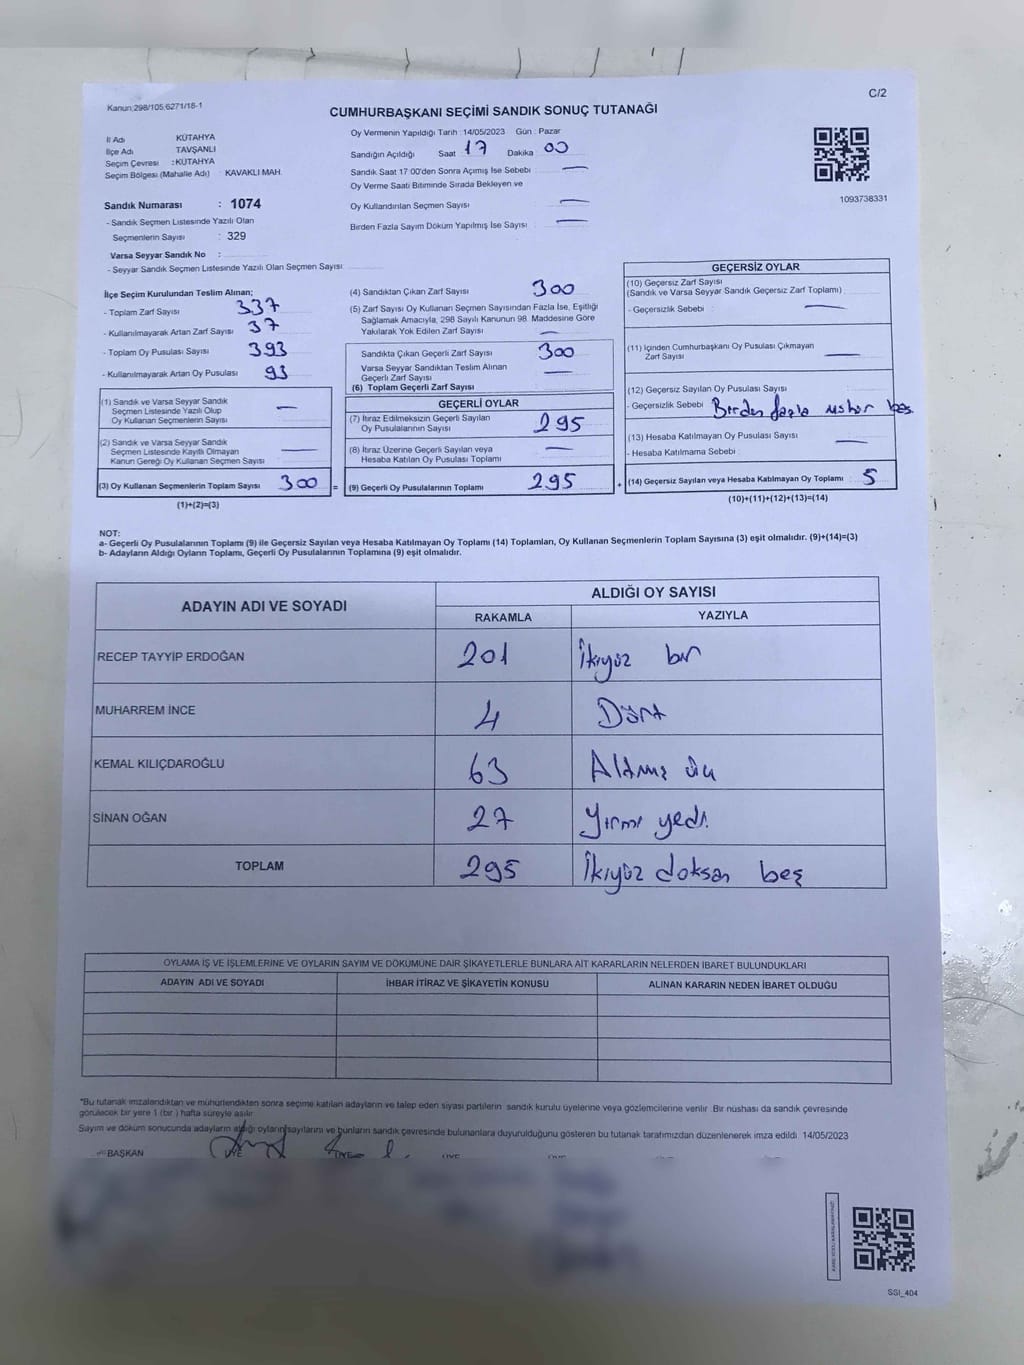 Kanun:298/105,6271/18-1
C/2
CUMHURBAŞKANI SEÇİMİ SANDIK SONUÇ TUTANAĞI
İl Adı KÜTAHYA
İlçe Adı TAVŞANLI
Seçim Çevresi : KÜTAHYA
Seçim Bölgesi (Mahalle Adı) : KAVAKLI MAH.
Sandık Numarası : 1074
- Sandık Seçmen Listesinde Yazılı Olan
Seçmenlerin Sayısı : 329
Varsa Seyyar Sandık No :
- Seyyar Sandık Seçmen Listesinde Yazılı Olan Seçmen Sayısı:
Oy Vermenin Yapıldığı Tarih : 14/05/2023 Gün : Pazar
Sandığın Açıldığı Saat 17 Dakika 00
Sandık Saat 17:00'den Sonra Açımış İse Sebebi : —
Oy Verme Saati Bitiminde Sırada Bekleyen ve
Oy Kullandırılan Seçmen Sayısı —
Birden Fazla Sayım Döküm Yapılmış İse Sayısı —
1093738331
İlçe Seçim Kurulundan Teslim Alınan;
- Toplam Zarf Sayısı 337
- Kullanılmayarak Artan Zarf Sayısı 37
- Toplam Oy Pusulası Sayısı 393
- Kullanılmayarak Artan Oy Pusulası 93
(1) Sandık ve Varsa Seyyar Sandık
Seçmen Listesinde Yazılı Olup
Oy Kullanan Seçmenlerin Sayısı —
(2) Sandık ve Varsa Seyyar Sandık
Seçmen Listesinde Kayıtlı Olmayan
Kanun Gereği Oy Kullanan Seçmen Sayısı —
(3) Oy Kullanan Seçmenlerin Toplam Sayısı 300 =
(1)+(2)=(3)
(4) Sandıktan Çıkan Zarf Sayısı 300
(5) Zarf Sayısı Oy Kullanan Seçmen Sayısından Fazla İse, Eşitliği
Sağlamak Amacıyla, 298 Sayılı Kanunun 98. Maddesine Göre
Yakılarak Yok Edilen Zarf Sayısı —
Sandıkta Çıkan Geçerli Zarf Sayısı 300
Varsa Seyyar Sandıktan Teslim Alınan
Geçerli Zarf Sayısı —
(6) Toplam Geçerli Zarf Sayısı
GEÇERLİ OYLAR
(7) İtiraz Edilmeksizin Geçerli Sayılan
Oy Pusulalarının Sayısı 295
(8) İtiraz Üzerine Geçerli Sayılan veya
Hesaba Katılan Oy Pusulası Toplamı —
(9) Geçerli Oy Pusulalarının Toplamı 295 +
GEÇERSİZ OYLAR
(10) Geçersiz Zarf Sayısı
(Sandık ve Varsa Seyyar Sandık Geçersiz Zarf Toplamı)
- Geçersizlik Sebebi : —
(11) İçinden Cumhurbaşkanı Oy Pusulası Çıkmayan
Zarf Sayısı —
(12) Geçersiz Sayılan Oy Pusulası Sayısı
- Geçersizlik Sebebi : Birden fazla
(13) Hesaba Katılmayan Oy Pusulası Sayısı —
- Hesaba Katılmama Sebebi :
(14) Geçersiz Sayılan veya Hesaba Katılmayan Oy Toplamı 5
(10)+(11)+(12)+(13)=(14)
NOT:
a- Geçerli Oy Pusulalarının Toplamı (9) ile Geçersiz Sayılan veya Hesaba Katılmayan Oy Toplamı (14) Toplamları, Oy Kullanan Seçmenlerin Toplam Sayısına (3) eşit olmalıdır. (9)+(14)=(3)
b- Adayların Aldığı Oyların Toplamı, Geçerli Oy Pusulalarının Toplamına (9) eşit olmalıdır.
ADAYIN ADI VE SOYADI
ALDIĞI OY SAYISI
RAKAMLA YAZIYLA
RECEP TAYYİP ERDOĞAN 201 İkiyüz bir
MUHARREM İNCE 4 Dört
KEMAL KILIÇDAROĞLU 63 Altmış üç
SİNAN OĞAN 27 Yirmi yedi
TOPLAM 295 İkiyüz doksan beş
OYLAMA İŞ VE İŞLEMLERİNE VE OYLARIN SAYIM VE DÖKÜMÜNE DAİR ŞİKAYETLERLE BUNLARA AİT KARARLARIN NELERDEN İBARET BULUNDUKLARI
ADAYIN ADI VE SOYADI İHBAR İTİRAZ VE ŞİKAYETİN KONUSU ALINAN KARARIN NEDEN İBARET OLDUĞU
*Bu tutanak imzalandıktan ve mühürlendikten sonra seçime katılan adayların ve talep eden siyasi partilerin sandık kurulu üyelerine veya gözlemcilerine verilir. Bir nüshası da sandık çevresinde
görülecek bir yere 1 (bir ) hafta süreyle asılır
Sayım ve döküm sonucunda adayların aldığı oyların sayılarını ve bunların sandık çevresinde bulunanlara duyurulduğunu gösteren bu tutanak tarafımızdan düzenlenerek imza edildi 14/05/2023
BAŞKAN ÜYE ÜYE ÜYE
SSI_404